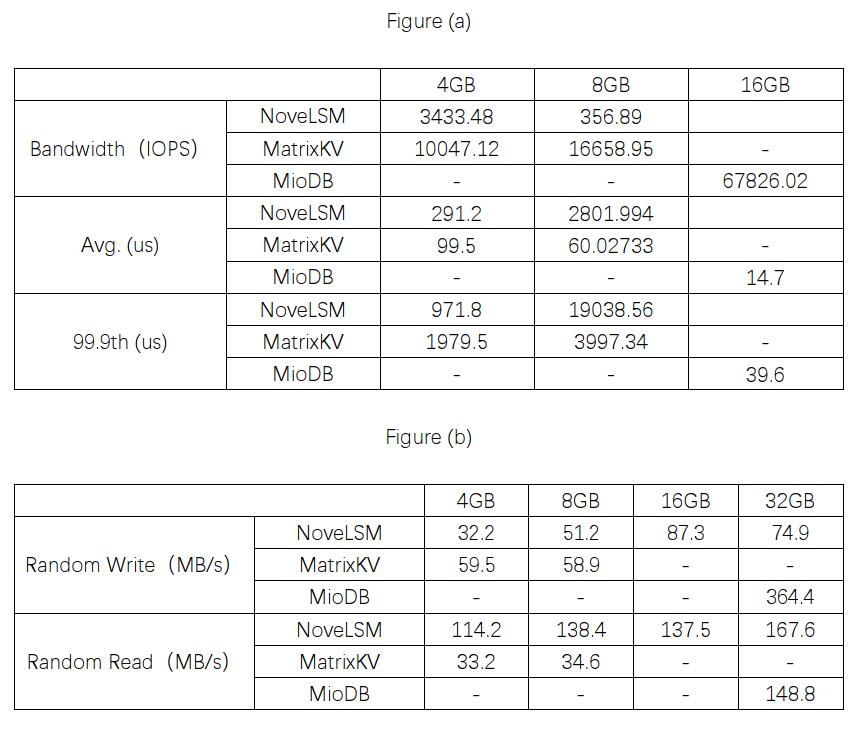 Figure (a)
4GB 8GB 16GB
Bandwidth（IOPS） NoveLSM 3433.48 356.89
MatrixKV 10047.12 16658.95 -
MioDB - - 67826.02
Avg. (us) NoveLSM 291.2 2801.994
MatrixKV 99.5 60.02733 -
MioDB - - 14.7
99.9th (us) NoveLSM 971.8 19038.56
MatrixKV 1979.5 3997.34 -
MioDB - - 39.6
Figure (b)
4GB 8GB 16GB 32GB
Random Write（MB/s） NoveLSM 32.2 51.2 87.3 74.9
MatrixKV 59.5 58.9 - -
MioDB - - - 364.4
Random Read（MB/s） NoveLSM 114.2 138.4 137.5 167.6
MatrixKV 33.2 34.6 - -
MioDB - - - 148.8